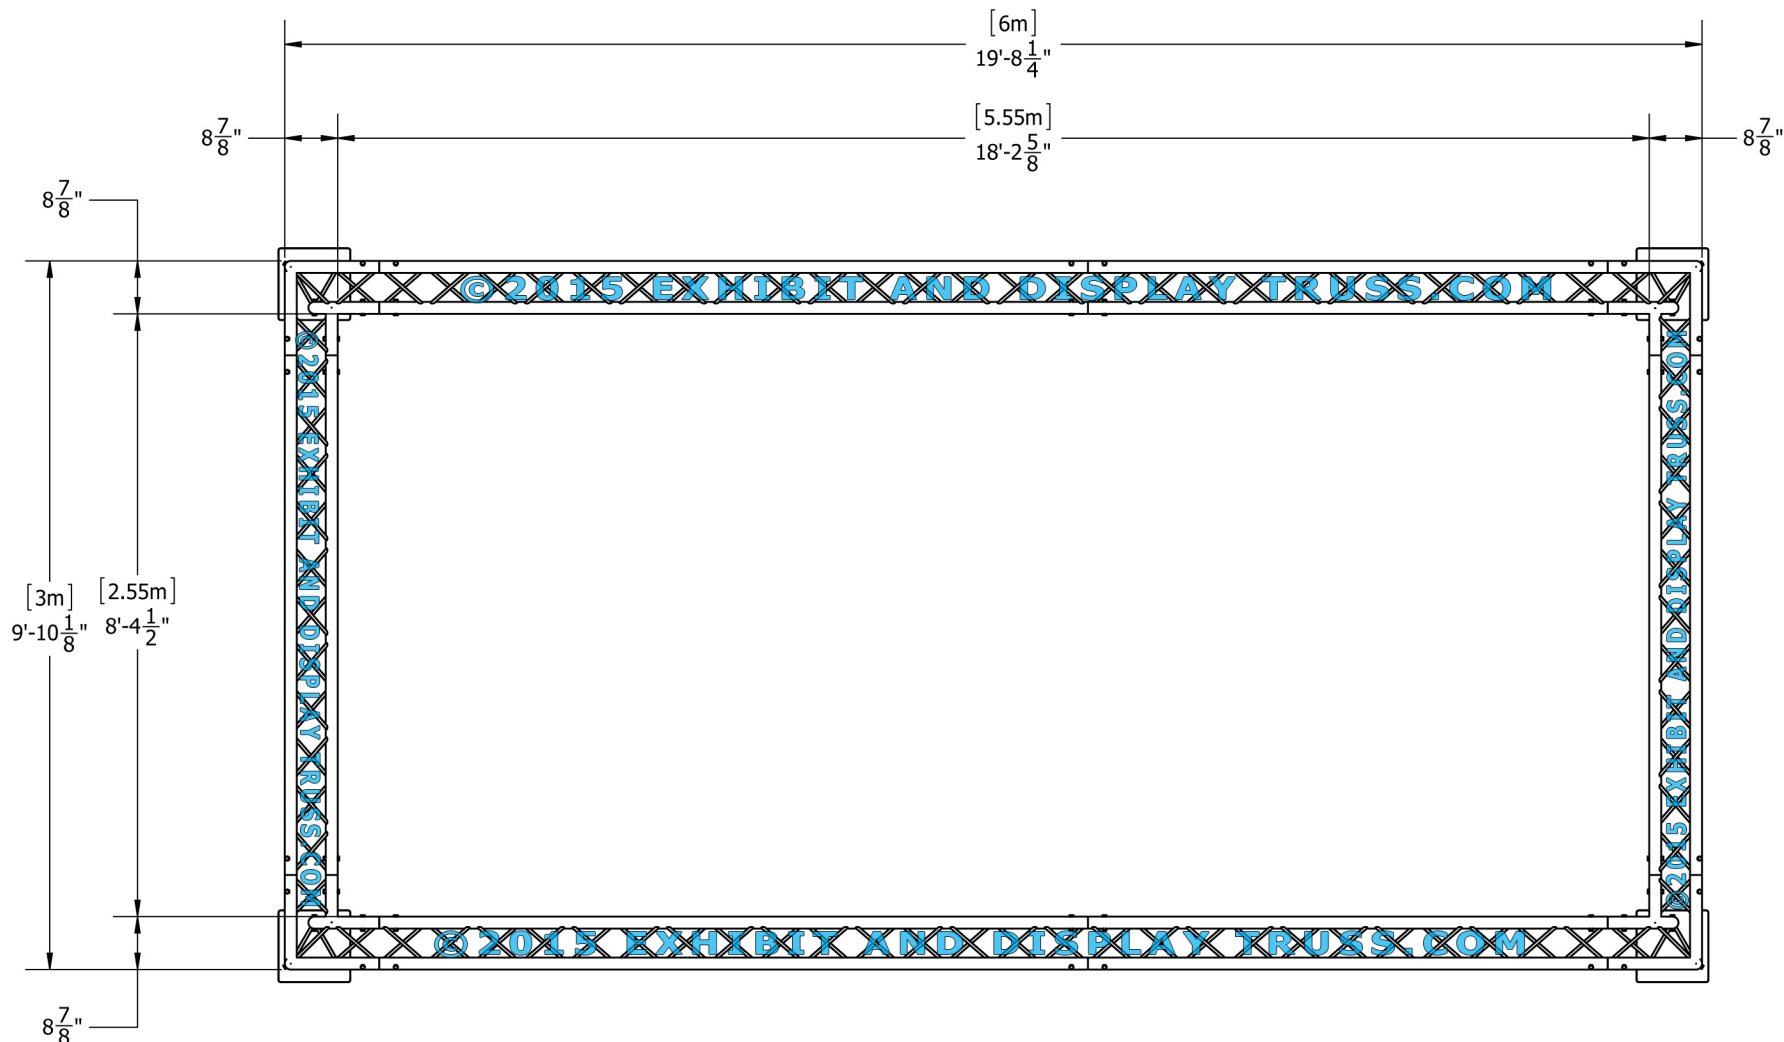 [6m]
19'-8 1/4"
[5.55m]
8 7/8"
18'-2 5/8"
8 7/8"
8 7/8"
©2015 EXHIBIT AND DISPLAY TRUSS.COM
©2015 EXHIBIT AND DISPLAY TRUSS.COM
©2015 EXHIBIT AND DISPLAY TRUSS.COM
[3m]
9'-10 1/8"
[2.55m]
8'-4 1/2"
©2015 EXHIBIT AND DISPLAY TRUSS.COM
8 7/8"